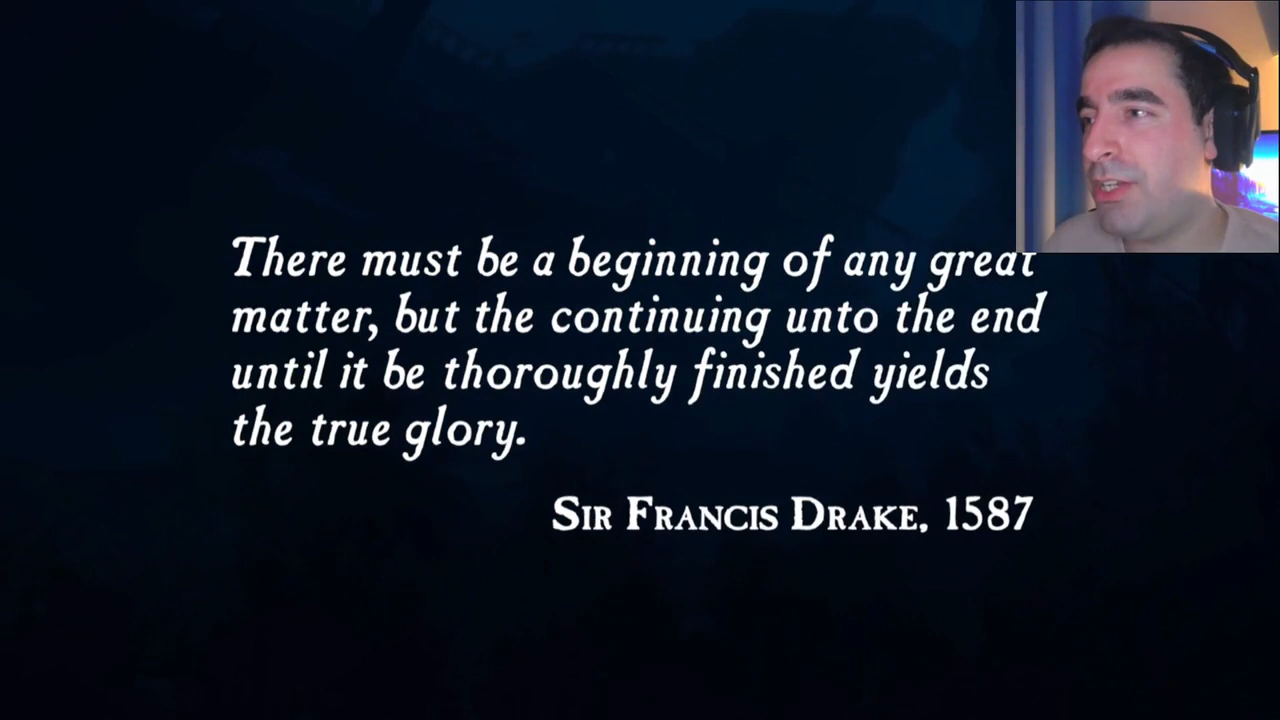 There must be a beginning of any great
matter, but the continuing unto the end
until it be thoroughly finished yields
the true glory.
Sir Francis Drake, 1587